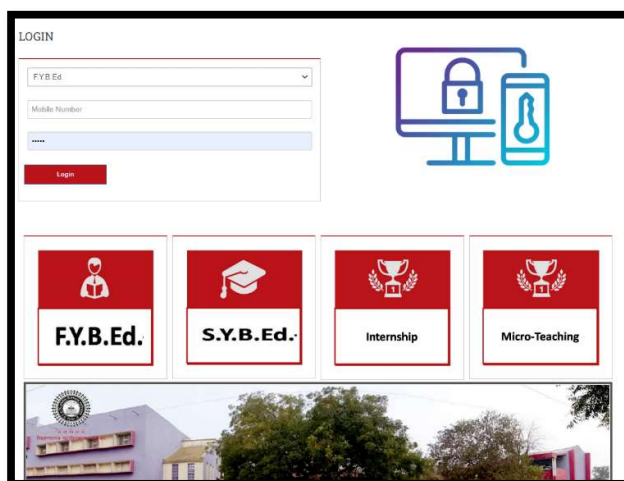 LOGIN
F.Y.B.Ed
Mobile Number
•••••
Login
F.Y.B.Ed.
S.Y.B.Ed.
Internship
Micro-Teaching